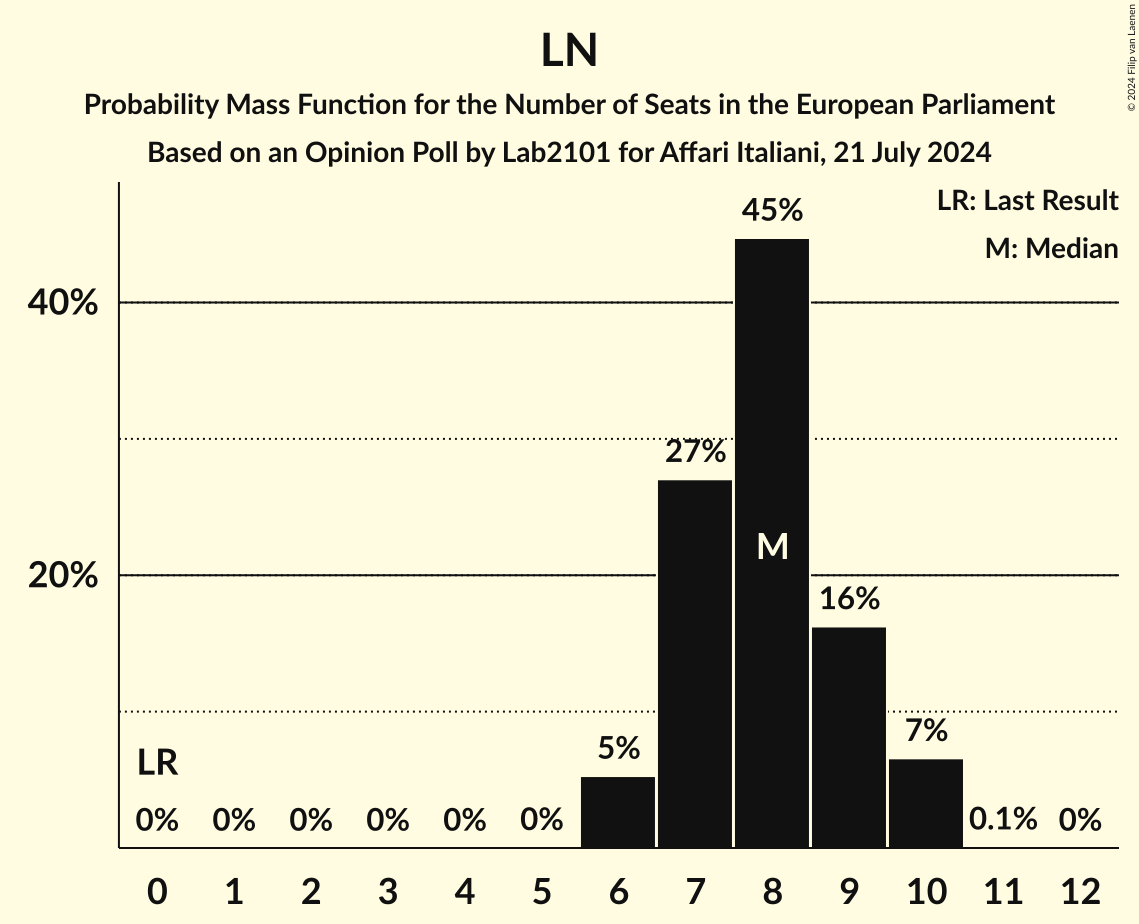 LN
Probability Mass Function for the Number of Seats in the European Parliament
Based on an Opinion Poll by Lab2101 for Affari Italiani, 21 July 2024
© 2024 Filip van Laenen
LR: Last Result
M: Median
45%
40%
27%
M
20%
16%
7%
5%
LR
0% 0% 0% 0% 0% 0% 0.1% 0%
0 1 2 3 4 5 6 7 8 9 10 11 12